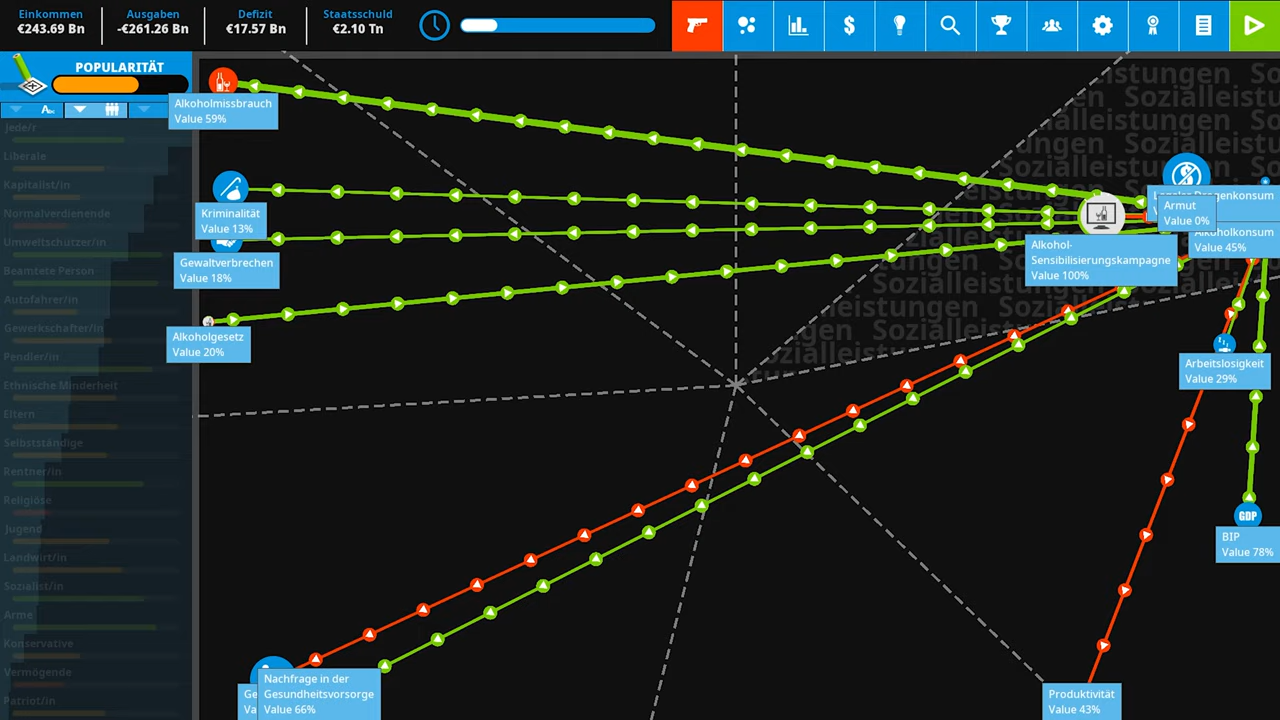 Einkommen
€243.69 Bn
Ausgaben
-€261.26 Bn
Defizit
€17.57 Bn
Staatsschuld
€2.10 Tn
POPULARITÄT
Jede/r
Liberale
Kapitalist/in
Normalverdienende
Umweltschützer/in
Beamtete Person
Autofahrer/in
Gewerkschafter/in
Pendler/in
Ethnische Minderheit
Eltern
Selbstständige
Rentner/in
Religiöse
Jugend
Landwirt/in
Sozialist/in
Arme
Konservative
Vermögende
Patriot/in
Alkoholmissbrauch
Value 59%
Kriminalität
Value 13%
Gewaltverbrechen
Value 18%
Alkoholgesetz
Value 20%
Sozialleistungen
Armut
Value 0%
Alkoholkonsum
Value 45%
Alkohol-
Sensibilisierungskampagne
Value 100%
Arbeitslosigkeit
Value 29%
GDP
BIP
Value 78%
Nachfrage in der
Gesundheitsvorsorge
Value 66%
Produktivität
Value 43%